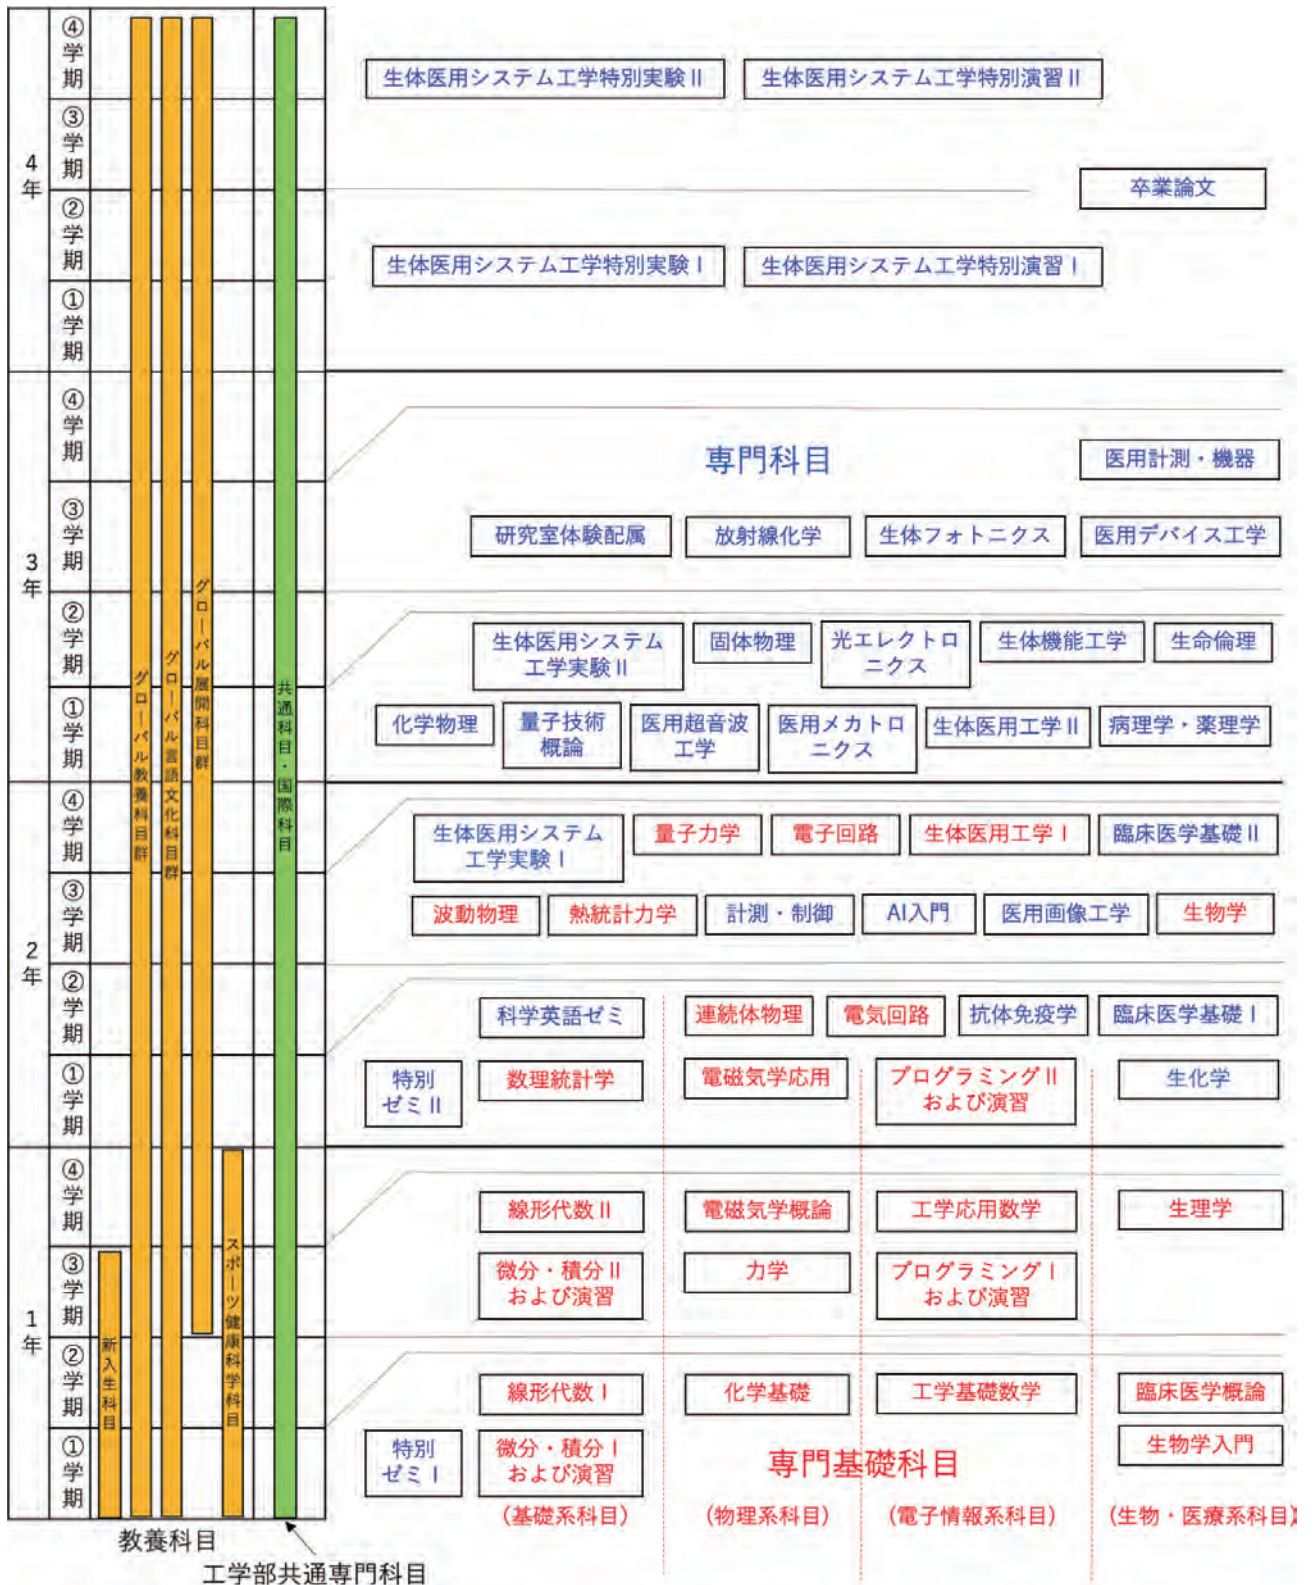 4年
④学期
生体医用システム工学特別実験Ⅱ
生体医用システム工学特別演習Ⅱ
③学期
卒業論文
②学期
生体医用システム工学特別実験Ⅰ
生体医用システム工学特別演習Ⅰ
①学期
3年
④学期
専門科目
医用計測・機器
③学期
研究室体験配属
放射線化学
生体フォトニクス
医用デバイス工学
②学期
生体医用システム
工学実験Ⅱ
固体物理
光エレクトロ
ニクス
生体機能工学
生命倫理
①学期
化学物理
量子技術
概論
医用超音波
工学
医用メカトロ
ニクス
生体医用工学Ⅱ
病理学・薬理学
2年
④学期
生体医用システム
工学実験Ⅰ
量子力学
電子回路
生体医用工学Ⅰ
臨床医学基礎Ⅱ
③学期
波動物理
熱統計力学
計測・制御
AI入門
医用画像工学
生物学
②学期
科学英語ゼミ
連続体物理
電気回路
抗体免疫学
臨床医学基礎Ⅰ
①学期
特別
ゼミⅡ
数理統計学
電磁気学応用
プログラミングⅡ
および演習
生化学
1年
④学期
線形代数Ⅱ
電磁気学概論
工学応用数学
生理学
③学期
微分・積分Ⅱ
および演習
力学
プログラミングⅠ
および演習
②学期
線形代数Ⅰ
化学基礎
工学基礎数学
臨床医学概論
①学期
特別
ゼミⅠ
微分・積分Ⅰ
および演習
専門基礎科目
生物学入門
(基礎系科目)
(物理系科目)
(電子情報系科目)
(生物・医療系科目)
新入生科目
グローバル教養科目群
グローバル言語文化科目群
グローバル展開科目群
スポーツ健康科学科目
共通科目・国際科目
教養科目
工学部共通専門科目